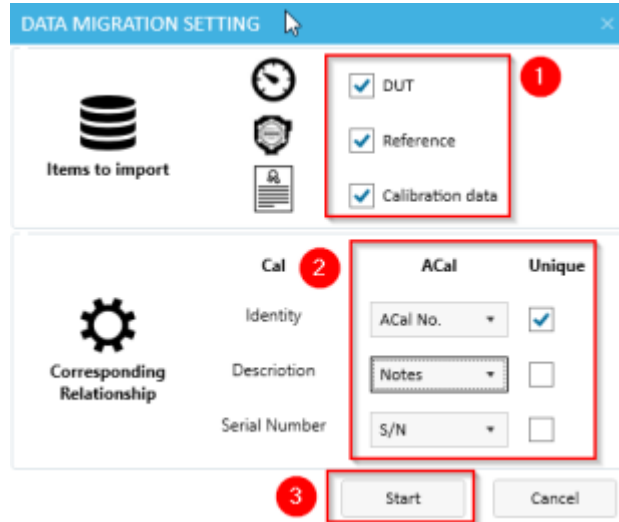 DATA MIGRATION SETTING ×
1
DUT
Reference
Items to import
Calibration data
Cal 2 ACal Unique
Identity ACal No.
Corresponding
Relationship
Descriotion Notes
Serial Number S/N
3 Start Cancel